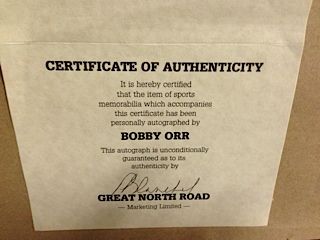 CERTIFICATE OF AUTHENTICITY
It is hereby certified
that the item of sports
memorabilia which accompanies
this certificate has been
personally autographed by
BOBBY ORR
This autograph is unconditionally
guaranteed as to its
authenticity by
GREAT NORTH ROAD
— Marketing Limited —